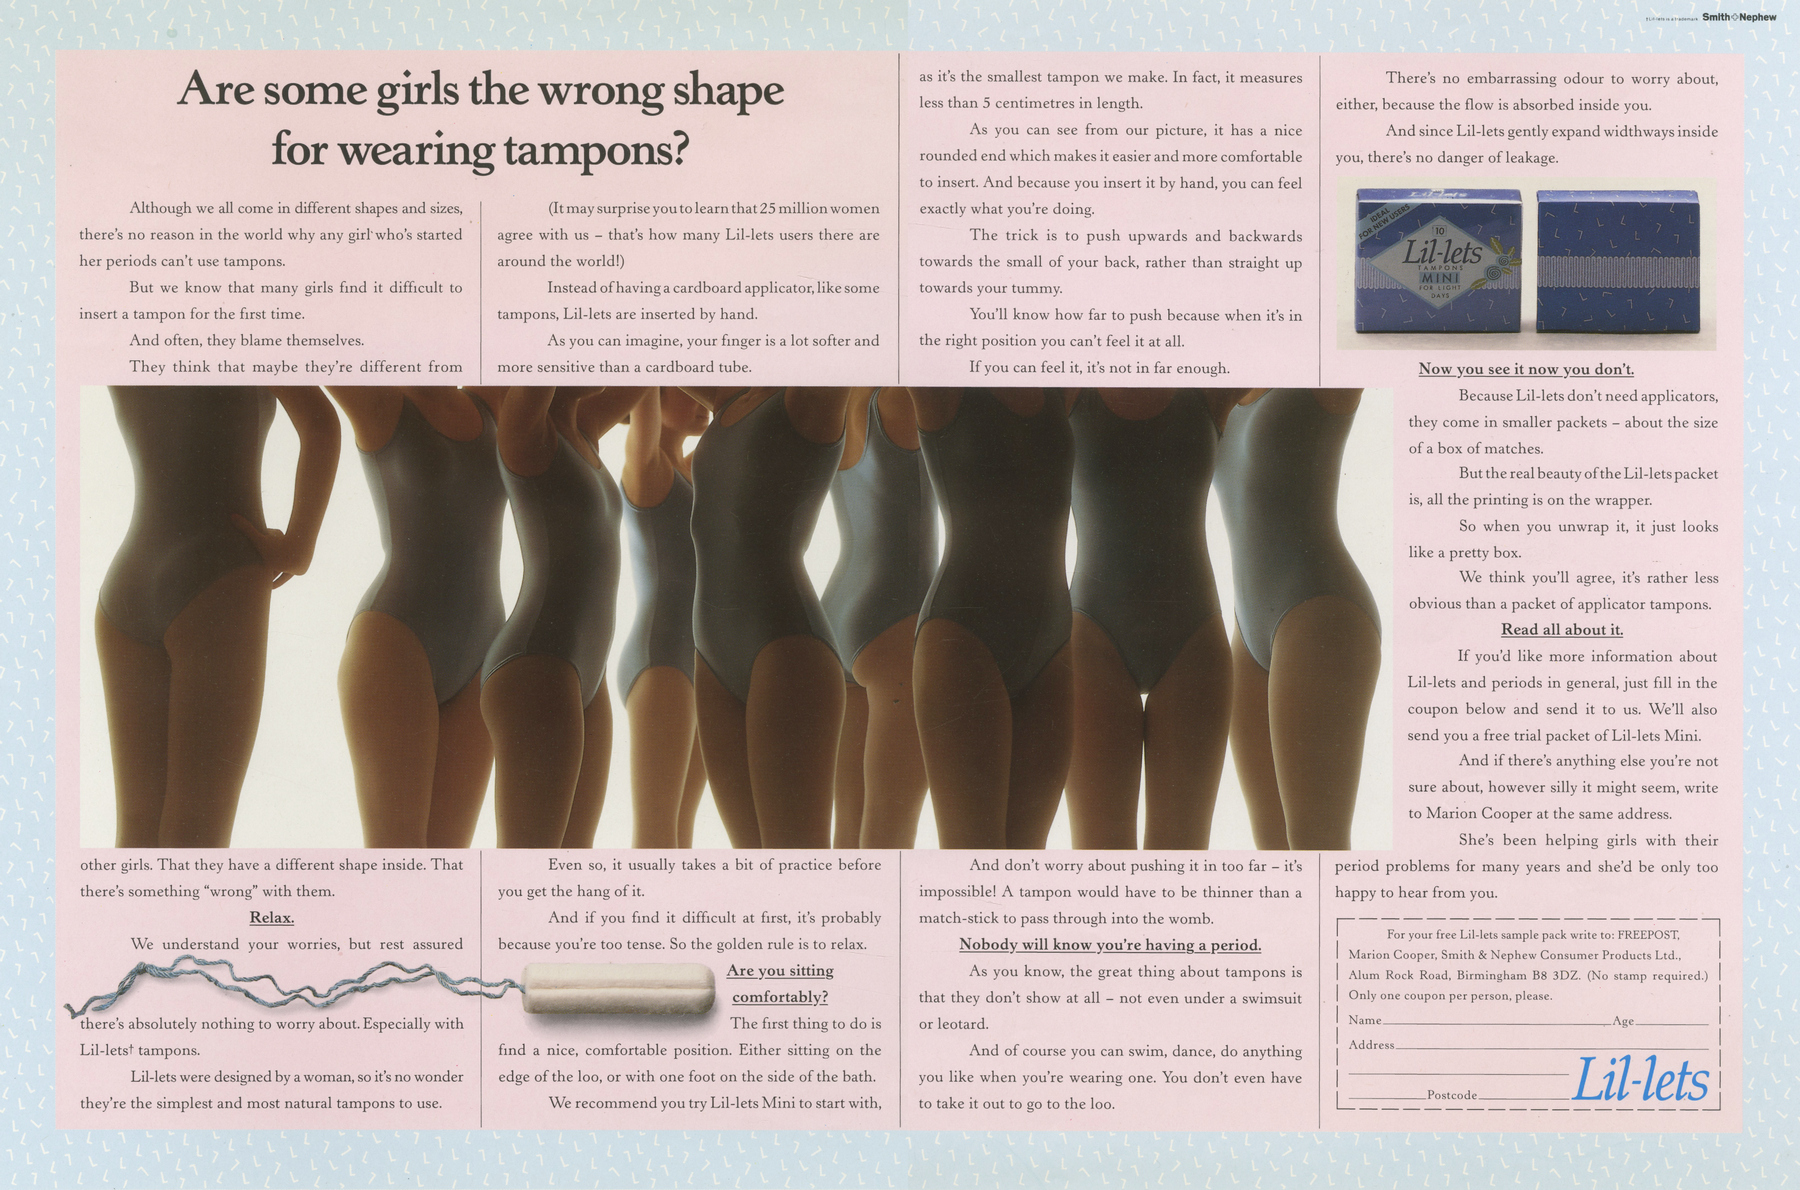 †Lil-lets is a trademark Smith Nephew
Are some girls the wrong shape
for wearing tampons?
Although we all come in different shapes and sizes,
there's no reason in the world why any girl who's started
her periods can't use tampons.
But we know that many girls find it difficult to
insert a tampon for the first time.
And often, they blame themselves.
They think that maybe they're different from
other girls. That they have a different shape inside. That
there's something “wrong” with them.
Relax.
We understand your worries, but rest assured
there's absolutely nothing to worry about. Especially with
Lil-lets† tampons.
Lil-lets were designed by a woman, so it's no wonder
they're the simplest and most natural tampons to use.
(It may surprise you to learn that 25 million women
agree with us – that's how many Lil-lets users there are
around the world!)
Instead of having a cardboard applicator, like some
tampons, Lil-lets are inserted by hand.
As you can imagine, your finger is a lot softer and
more sensitive than a cardboard tube.
Even so, it usually takes a bit of practice before
you get the hang of it.
And if you find it difficult at first, it's probably
because you're too tense. So the golden rule is to relax.
Are you sitting
comfortably?
The first thing to do is
find a nice, comfortable position. Either sitting on the
edge of the loo, or with one foot on the side of the bath.
We recommend you try Lil-lets Mini to start with,
as it's the smallest tampon we make. In fact, it measures
less than 5 centimetres in length.
As you can see from our picture, it has a nice
rounded end which makes it easier and more comfortable
to insert. And because you insert it by hand, you can feel
exactly what you're doing.
The trick is to push upwards and backwards
towards the small of your back, rather than straight up
towards your tummy.
You'll know how far to push because when it's in
the right position you can't feel it at all.
If you can feel it, it's not in far enough.
And don't worry about pushing it in too far – it's
impossible! A tampon would have to be thinner than a
match-stick to pass through into the womb.
Nobody will know you're having a period.
As you know, the great thing about tampons is
that they don't show at all – not even under a swimsuit
or leotard.
And of course you can swim, dance, do anything
you like when you're wearing one. You don't even have
to take it out to go to the loo.
There's no embarrassing odour to worry about,
either, because the flow is absorbed inside you.
And since Lil-lets gently expand widthways inside
you, there's no danger of leakage.
Lil-lets
IDEAL
FOR NEW USERS
10
Lil-lets
TAMPONS
MINI
FOR LIGHT
DAYS
Now you see it now you don't.
Because Lil-lets don't need applicators,
they come in smaller packets – about the size
of a box of matches.
But the real beauty of the Lil-lets packet
is, all the printing is on the wrapper.
So when you unwrap it, it just looks
like a pretty box.
We think you'll agree, it's rather less
obvious than a packet of applicator tampons.
Read all about it.
If you'd like more information about
Lil-lets and periods in general, just fill in the
coupon below and send it to us. We'll also
send you a free trial packet of Lil-lets Mini.
And if there's anything else you're not
sure about, however silly it might seem, write
to Marion Cooper at the same address.
She's been helping girls with their
period problems for many years and she'd be only too
happy to hear from you.
For your free Lil-lets sample pack write to: FREEPOST,
Marion Cooper, Smith & Nephew Consumer Products Ltd.,
Alum Rock Road, Birmingham B8 3DZ. (No stamp required.)
Only one coupon per person, please.
Name Age
Address
Postcode
Lil-lets